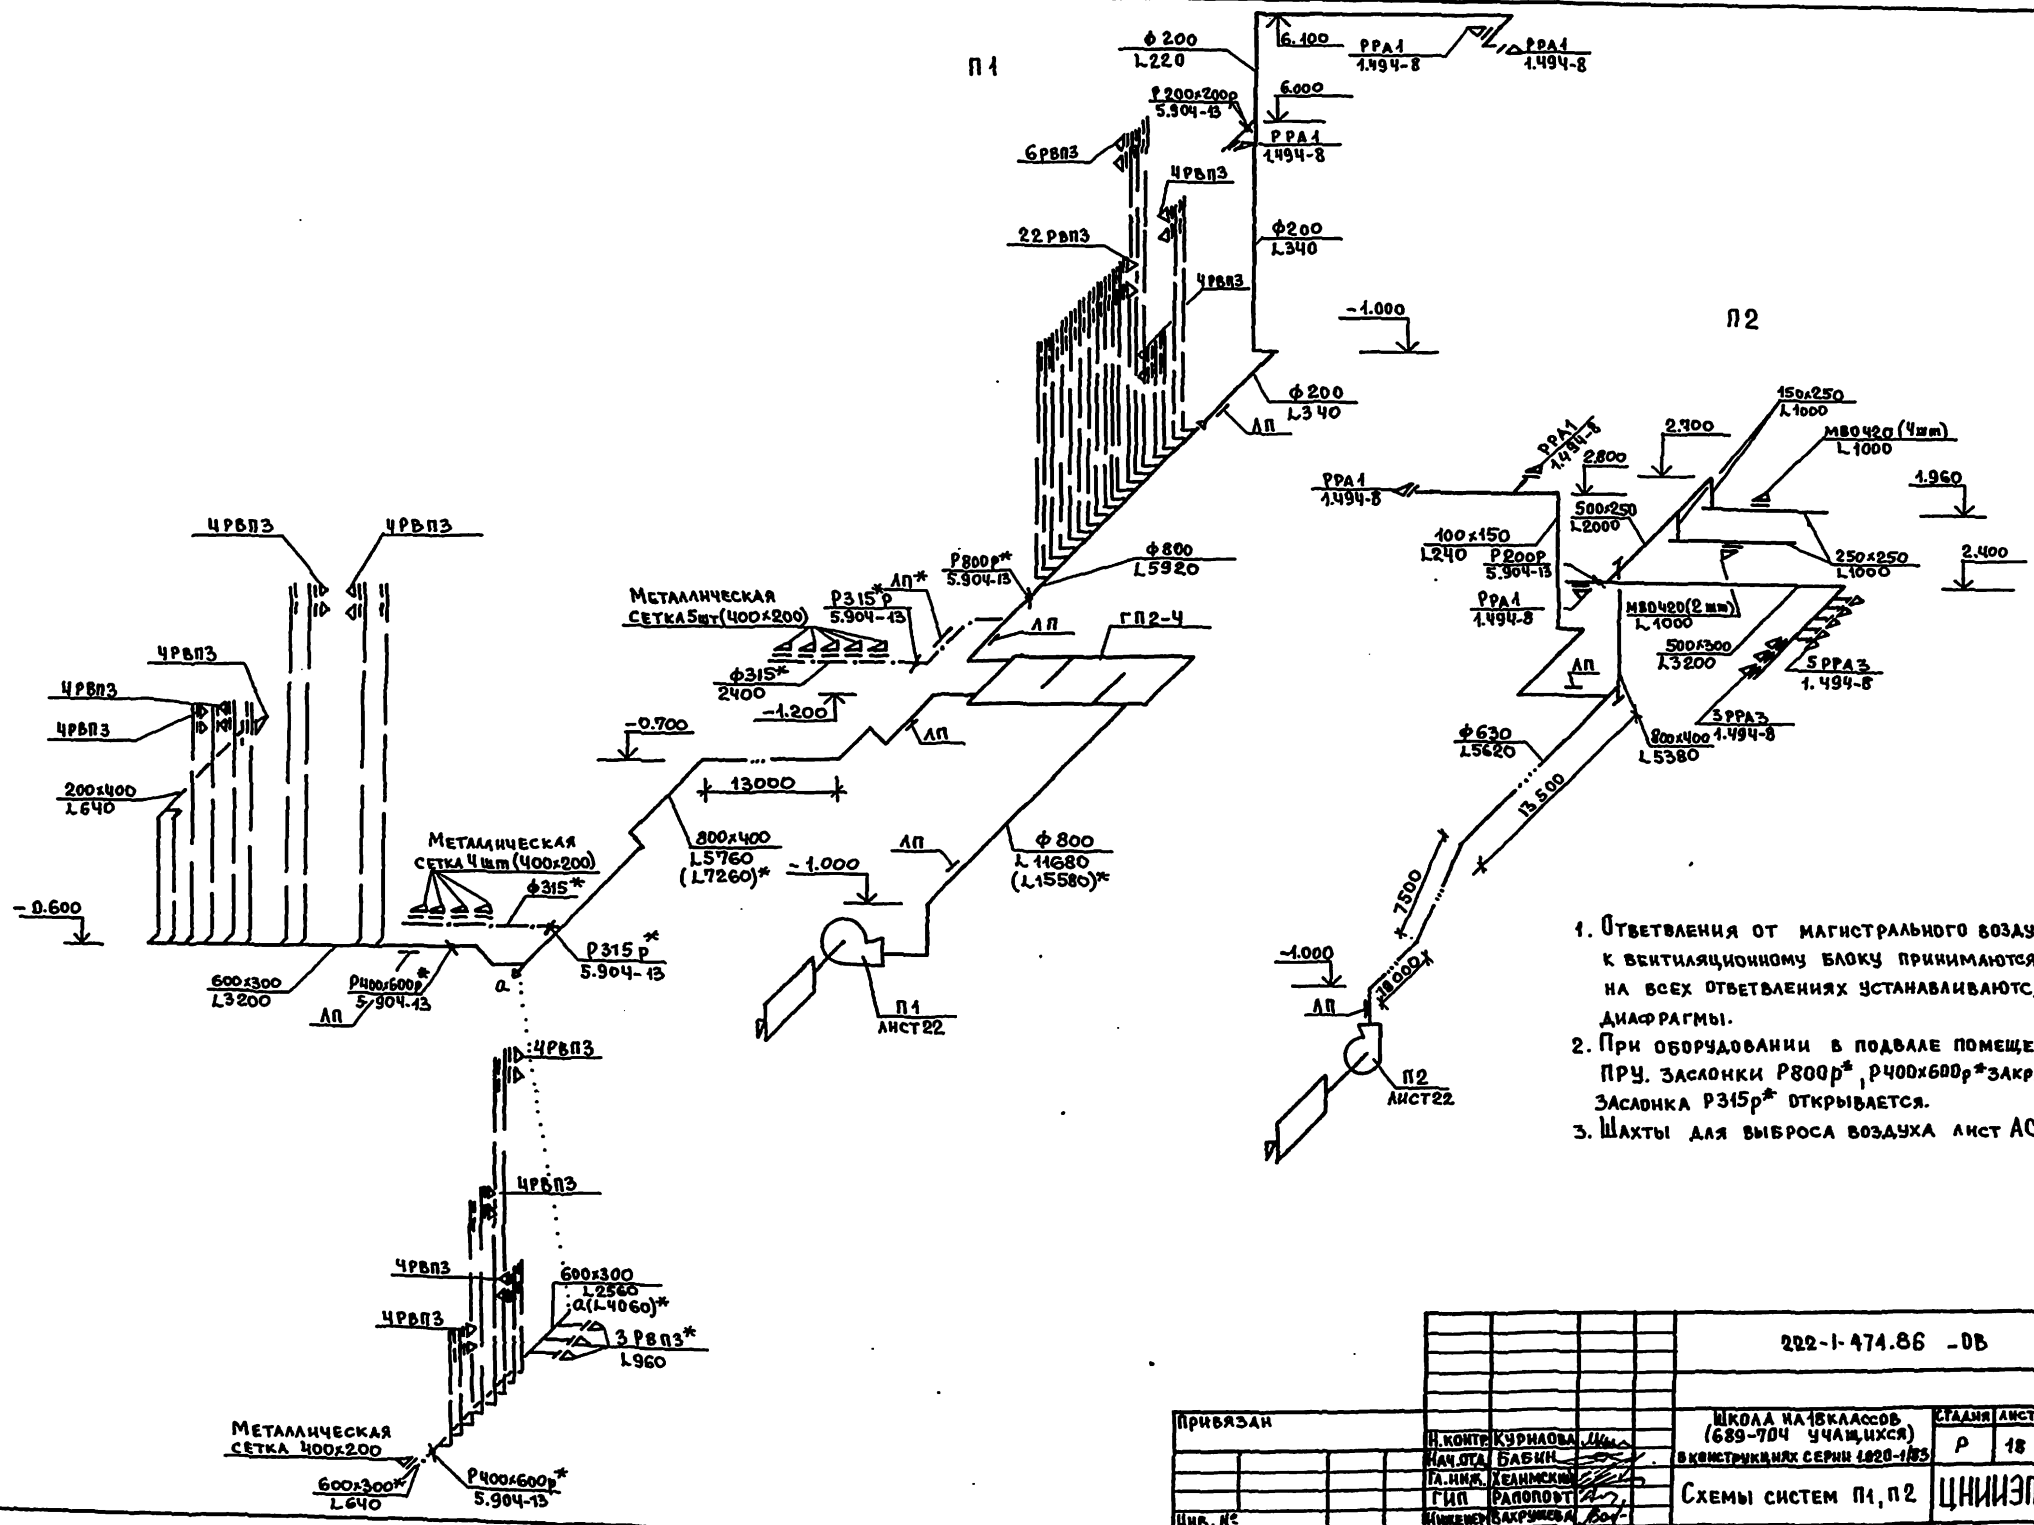 П1
ф200
L220
6.100
РРА1
1.494-8
РРА1
1.494-8
Р200х200р
5.904-13
6.000
РРА1
1.494-8
6РВП3
4РВП3
22РВП3
ф200
L340
4РВП3
-1.000
ф200
L340
ЛП
П2
150х250
L1000
МВ0420(4шт)
L1000
2.700
РРА1
1.494-8
2.800
РРА1
1.494-8
1.960
500х250
L2000
100х150
L240
Р200Р
5.904-13
250х250
L1000
2.400
РРА1
1.494-8
МВ0420(2шт)
L1000
500х300
L3200
5РРА3
1.494-8
ЛП
3РРА3
1.494-8
ф630
L5620
800х400
L5380
13500
7500
18000
-1.000
ЛП
П2
ЛИСТ22
4РВП3
4РВП3
4РВП3
4РВП3
4РВП3
200х400
L640
-0.600
600х300
L3200
ЛП
Р400х600р*
5.904-13
МЕТАЛЛИЧЕСКАЯ
СЕТКА 4шт(400х200)
ф315*
Р315р*
5.904-13
а
МЕТАЛЛИЧЕСКАЯ
СЕТКА 5шт(400х200)
Р315*р
5.904-13
ЛП*
Р800р*
5.904-13
ф800
L5920
ЛП
ГП2-4
ф315*
2400
-1.200
-0.700
ЛП
13000
800х400
L5760
(L7260)*
-1.000
ЛП
ф800
L11680
(L15580)*
П1
ЛИСТ22
4РВП3
4РВП3
4РВП3
4РВП3
600х300
L2560
а(L4060)*
3РВП3*
L960
МЕТАЛЛИЧЕСКАЯ
СЕТКА 400х200
600х300*
L640
Р400х600р*
5.904-13
1. ОТВЕТВЛЕНИЯ ОТ МАГИСТРАЛЬНОГО ВОЗДУ
К ВЕНТИЛЯЦИОННОМУ БЛОКУ ПРИНИМАЮТСЯ
НА ВСЕХ ОТВЕТВЛЕНИЯХ УСТАНАВЛИВАЮТС
ДИАФРАГМЫ.
2. ПРИ ОБОРУДОВАНИИ В ПОДВАЛЕ ПОМЕЩЕ
ПРУ. ЗАСЛОНКИ Р800р*, Р400х600р* ЗАКР
ЗАСЛОНКА Р315р* ОТКРЫВАЕТСЯ.
3. ШАХТЫ ДЛЯ ВЫБРОСА ВОЗДУХА ЛИСТ АС
222-1-474.86 -ОВ
ПРИВЯЗАН
ИНВ. №
Н.КОНТР КУРИЛОВА
НАЧ.ОТД БАБИН
ГЛ.ИНЖ. ХЕЛИМСКИЙ
ГИП РАПОПОРТ
ИНЖЕНЕР ВАХРУШЕВА
ШКОЛА НА 18 КЛАССОВ
(689-704 УЧАЩИХСЯ)
В КОНСТРУКЦИЯХ СЕРИИ 1.020-1/83
СТАДИЯ ЛИСТ
Р 18
СХЕМЫ СИСТЕМ П1, П2
ЦНИИЭП